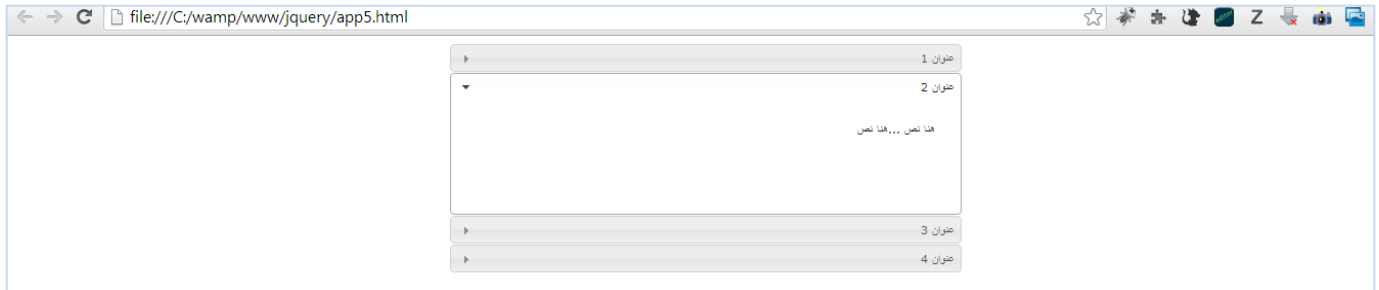 file:///C:/wamp/www/jquery/app5.html
Z
عنوان 1
عنوان 2
هنا نص ...هنا نص
عنوان 3
عنوان 4